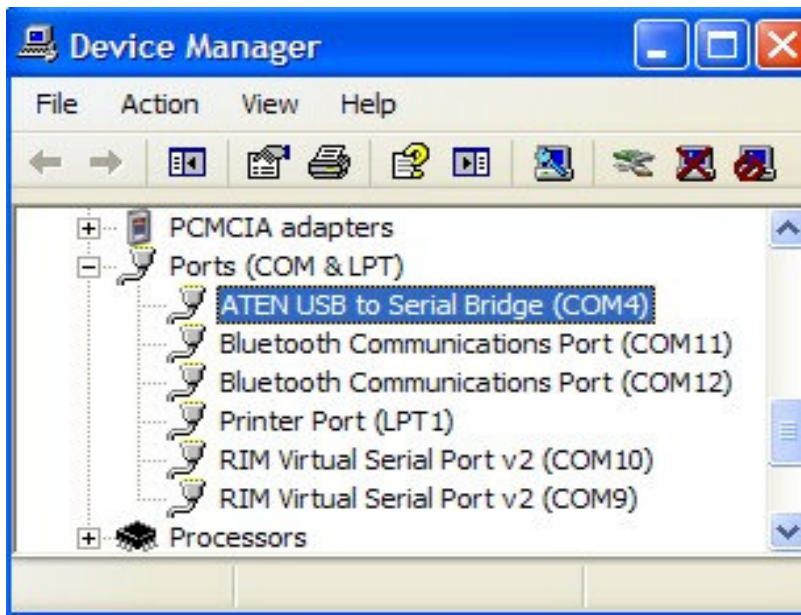 Device Manager
File Action View Help
PCMCIA adapters
Ports (COM & LPT)
ATEN USB to Serial Bridge (COM4)
Bluetooth Communications Port (COM11)
Bluetooth Communications Port (COM12)
Printer Port (LPT1)
RIM Virtual Serial Port v2 (COM10)
RIM Virtual Serial Port v2 (COM9)
Processors